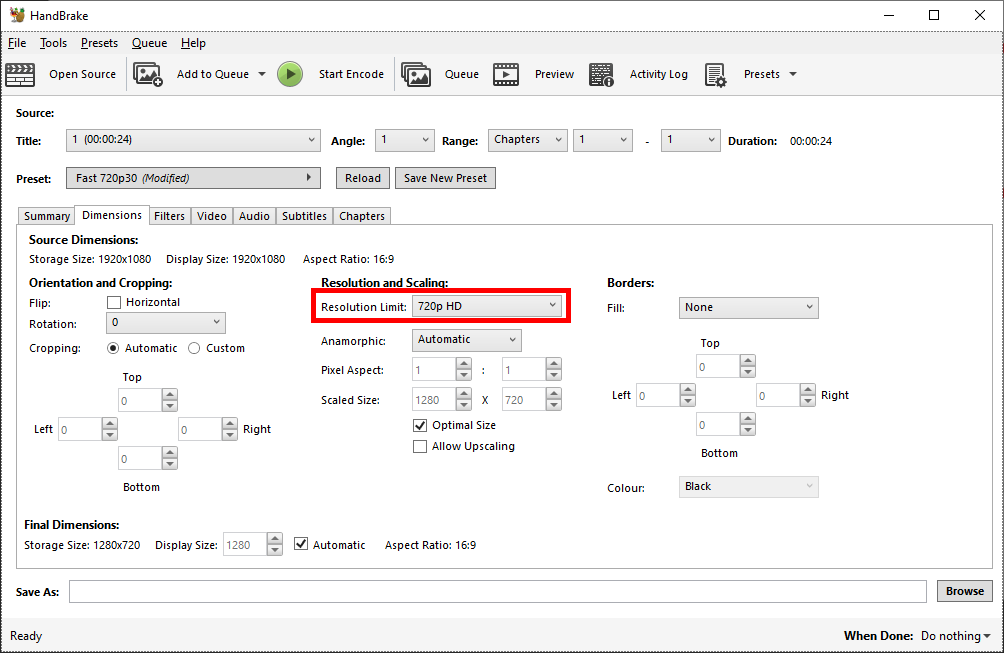 HandBrake
File Tools Presets Queue Help
Open Source Add to Queue Start Encode Queue Preview Activity Log Presets
Source:
Title: 1 (00:00:24) Angle: 1 Range: Chapters 1 - 1 Duration: 00:00:24
Preset: Fast 720p30 (Modified) Reload Save New Preset
Summary Dimensions Filters Video Audio Subtitles Chapters
Source Dimensions:
Storage Size: 1920x1080 Display Size: 1920x1080 Aspect Ratio: 16:9
Orientation and Cropping:
Flip: Horizontal
Rotation: 0
Cropping: Automatic Custom
Top
0
Left 0 0 Right
0
Bottom
Resolution and Scaling:
Resolution Limit: 720p HD
Anamorphic: Automatic
Pixel Aspect: 1 : 1
Scaled Size: 1280 X 720
Optimal Size
Allow Upscaling
Borders:
Fill: None
Top
0
Left 0 0 Right
0
Bottom
Colour: Black
Final Dimensions:
Storage Size: 1280x720 Display Size: 1280 Automatic Aspect Ratio: 16:9
Save As: Browse
Ready When Done: Do nothing